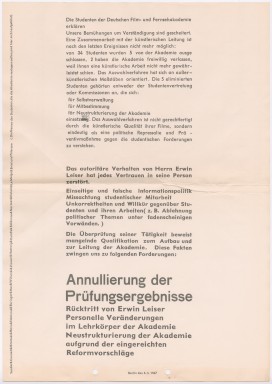 Die Studenten der Deutschen Film- und Fernsehakademie
erklären
Unsere Bemühungen um Verständigung sind gescheitert.
Eine Zusammenarbeit mit der künstlerischen Leitung ist
nach den letzten Ereignissen nicht mehr möglich:
von 34 Studenten wurden 5 von der Akademie ausge
schlossen, 3 haben die Akademie freiwillig verlassen,
weil ihnen eine künstlerische Arbeit nicht mehr gewähr-
leistet schien. Das Auswahlverfahren hat sich an außer-
künstlerischen Maßstäben orientiert. Die 5 eliminierten
Studenten gehörten entweder der Studentenvertretung
oder Kommissionen an, die sich
für Selbstverwaltung
für Mitbestimmung
für Neustrukturierung der Akademie
einsetzten. Das Auswahlverfahren ist nicht gerechtfertigt
durch die künstlerische Qualität ihrer Filme, sondern
eindeutig als eine politische Repressalie und Prä -
ventivmaßnahme gegen die studentischen Forderungen
zu verstehen.
Das autoritäre Verhalten von Herrn Erwin
Leiser hat jedes Vertrauen in seine Person
zerstört.
Einseitige und falsche Informationspolitik
Missachtung studentischer Mitarbeit
Unkorrektheiten und Willkür gegenüber Stu-
denten und ihren Arbeiten( z. B. Ablehnung
politischer Themen unter fadenscheinigen
Vorwänden. )
Die Überprüfung seiner Tätigkeit beweist
mangelnde Qualifikation zum Aufbau und
zur Leitung der Akademie. Diese Fakten
zwingen uns zu folgenden Forderungen:
Annullierung der
Prüfungsergebnisse
Rücktritt von Erwin Leiser
Personelle Veränderungen
im Lehrkörper der Akademie
Neustrukturierung der Akademie
aufgrund der eingereichten
Reformvorschläge